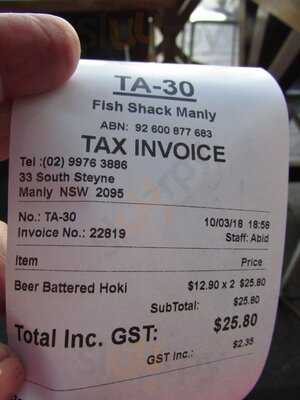 TA-30
Fish Shack Manly
ABN: 92 600 877 683
TAX INVOICE
Tel :(02) 9976 3886
33 South Steyne
Manly NSW 2095
No.: TA-30 10/03/18 18:58
Invoice No.: 22819 Staff: Abid
Item Price
Beer Battered Hoki $12.90 x 2 $25.80
SubTotal: $25.80
Total Inc. GST: $25.80
GST Inc.: $2.35